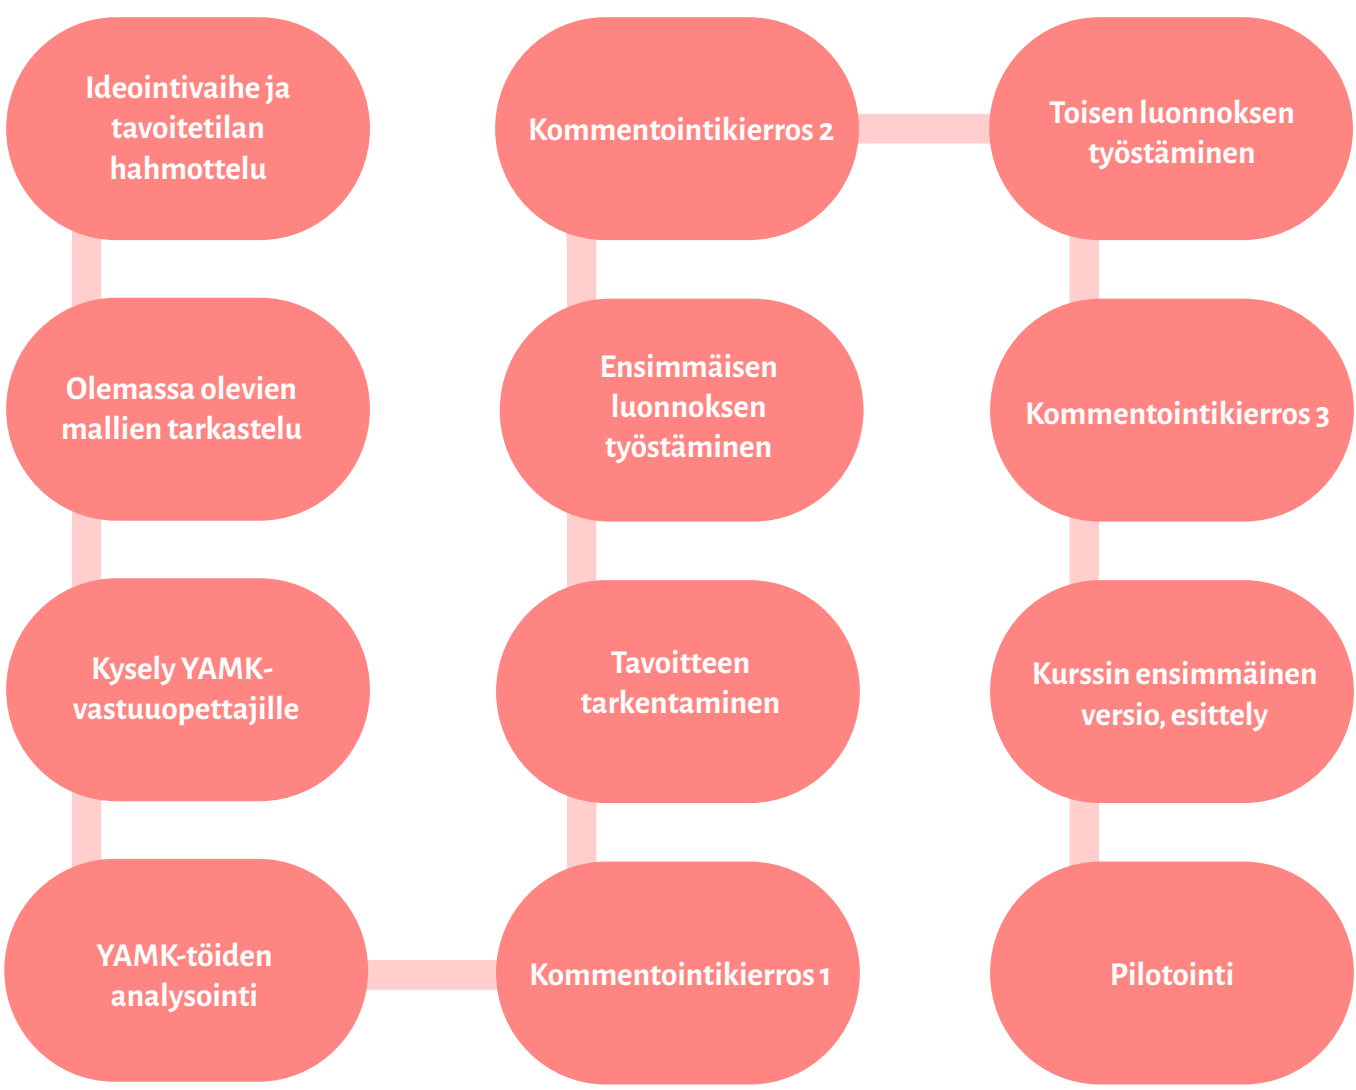 Ideointivaihe ja
tavoitetilan
hahmottelu
Olemassa olevien
mallien tarkastelu
Kysely YAMK-
vastuuopettajille
YAMK-töiden
analysointi
Kommentointikierros 1
Tavoitteen
tarkentaminen
Ensimmäisen
luonnoksen
työstäminen
Kommentointikierros 2
Toisen luonnoksen
työstäminen
Kommentointikierros 3
Kurssin ensimmäinen
versio, esittely
Pilotointi